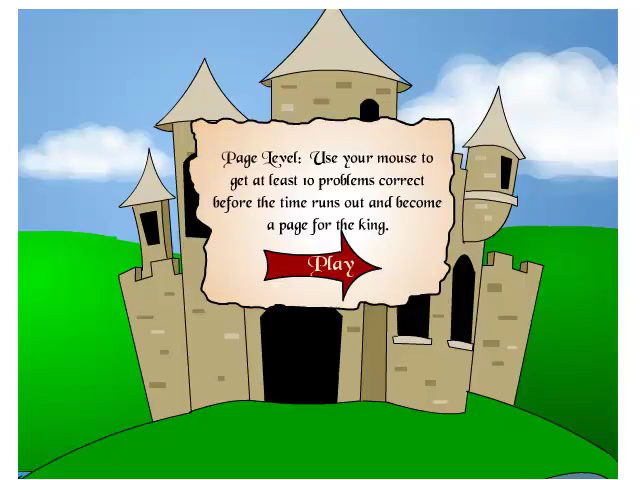 Page Level: Use your mouse to
get at least 10 problems correct
before the time runs out and become
a page for the king.
Play